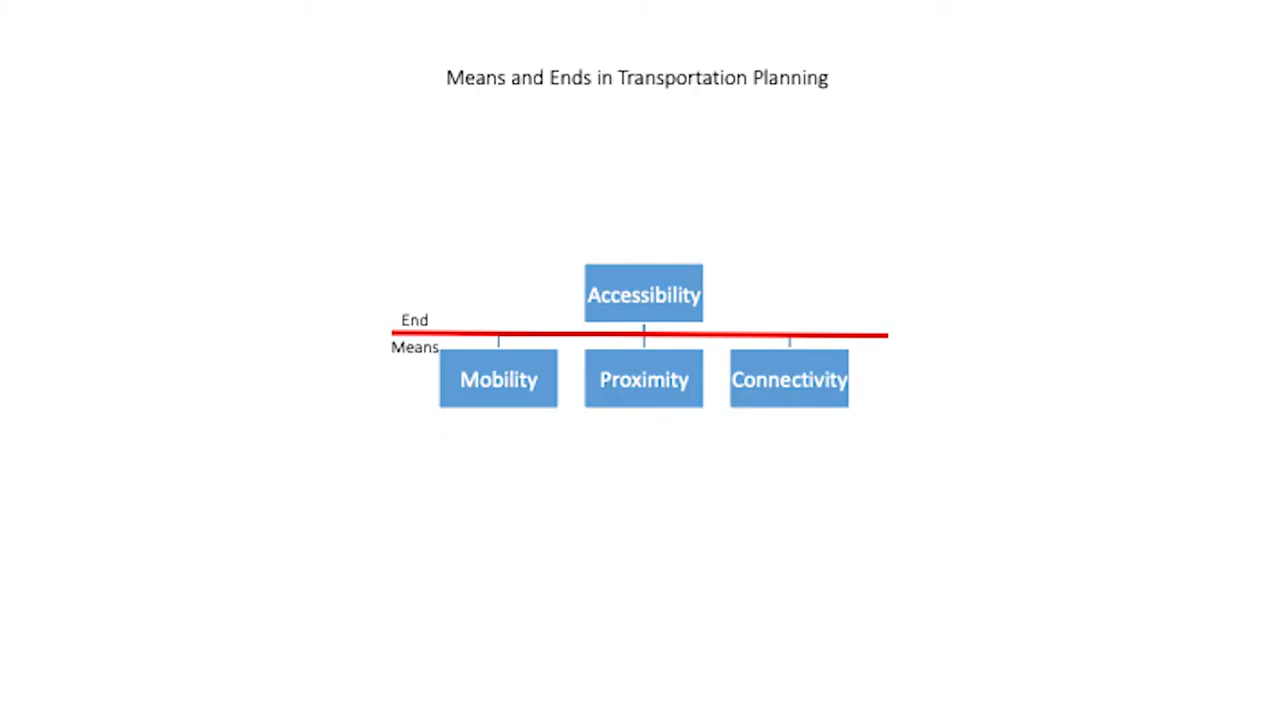 Means and Ends in Transportation Planning
Accessibility
End
Means
Mobility
Proximity
Connectivity